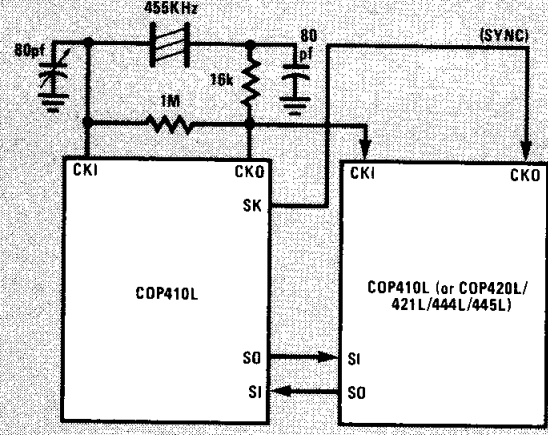 455KHz
80pf
80
pf
(SYNC)
16k
1M
CKI
CKO
CKI
CKO
SK
COP410L
COP410L (or COP420L/
421L/444L/445L)
SO
SI
SI
SO